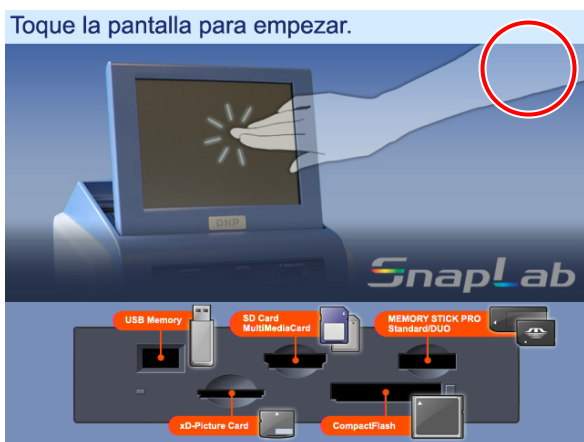 Toque la pantalla para empezar.
DNP
SnapLab
USB Memory
SD Card
MultiMediaCard
MEMORY STICK PRO
Standard/DUO
xD-Picture Card
CompactFlash